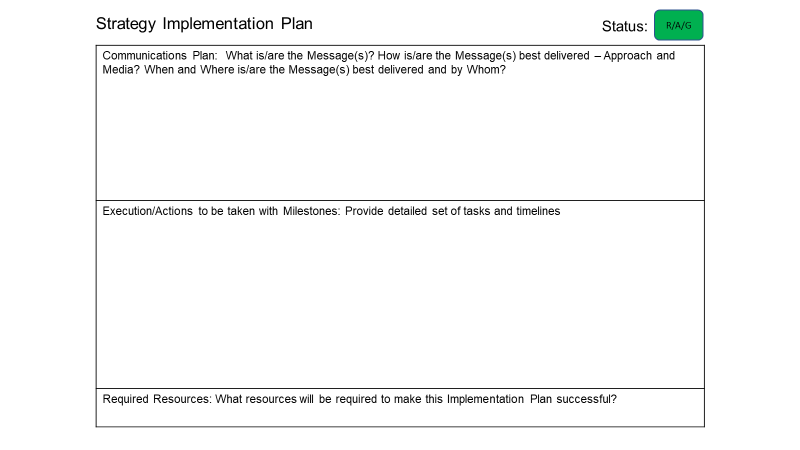 Strategy Implementation Plan
Status: R/A/G
Communications Plan: What is/are the Message(s)? How is/are the Message(s) best delivered – Approach and
Media? When and Where is/are the Message(s) best delivered and by Whom?
Execution/Actions to be taken with Milestones: Provide detailed set of tasks and timelines
Required Resources: What resources will be required to make this Implementation Plan successful?